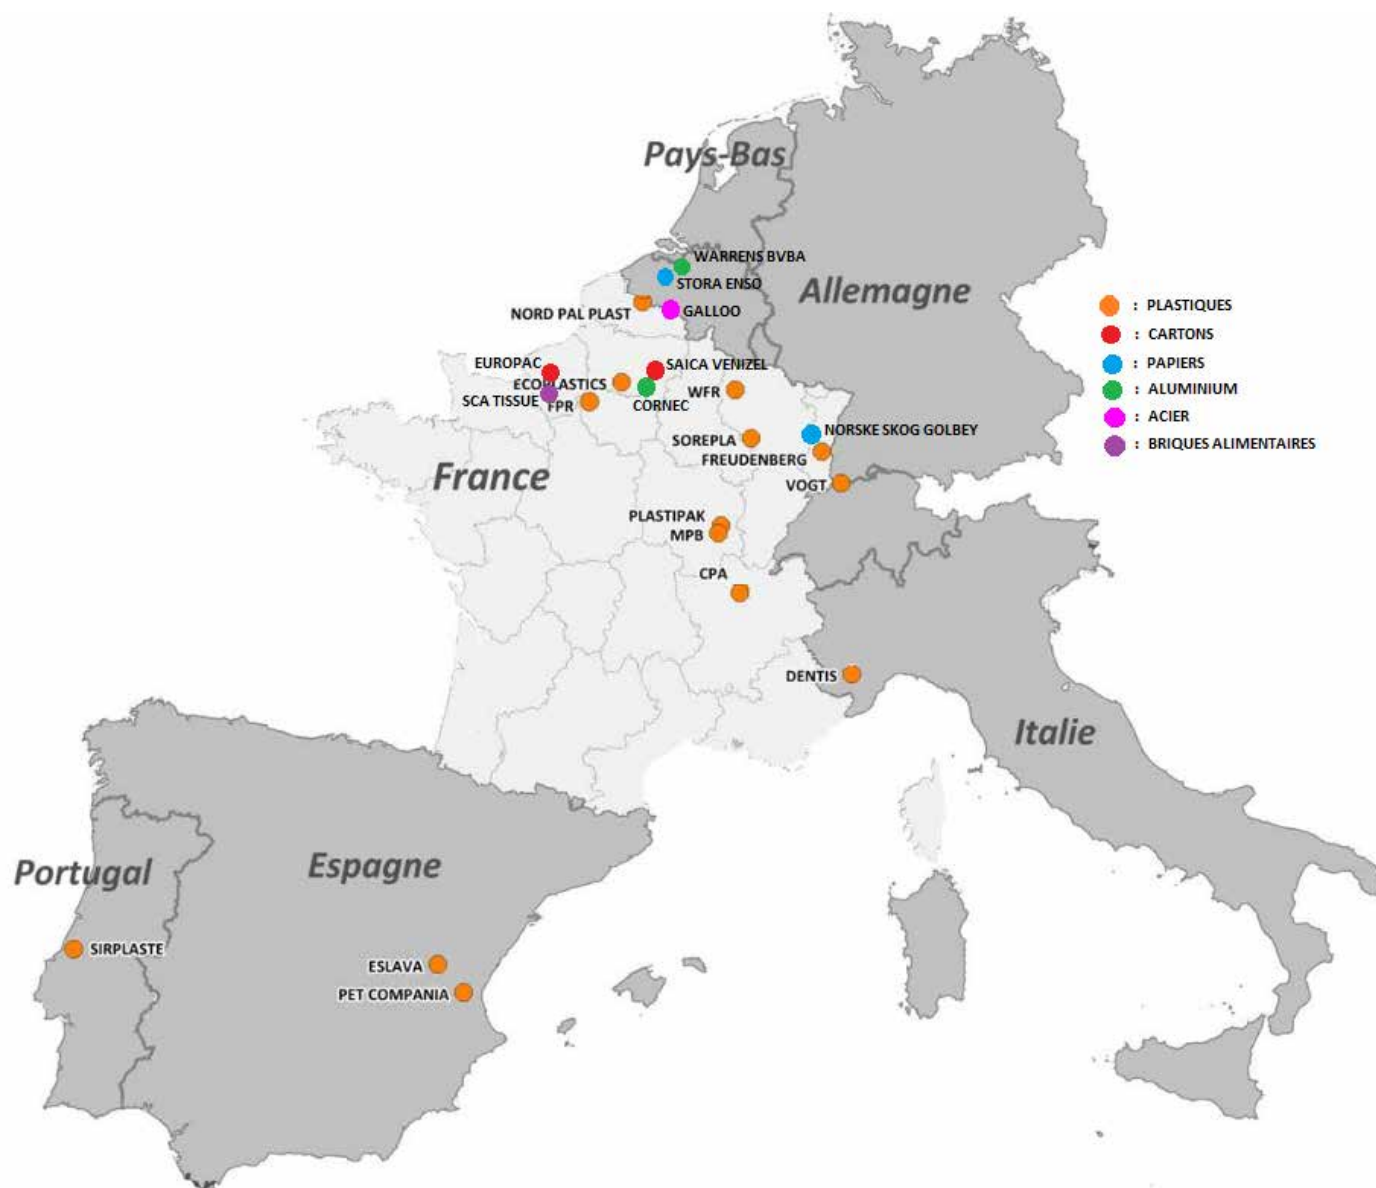 Pays-Bas
WARRENS BVBA
STORA ENSO
Allemagne
NORD PAL PLAST
GALLOO
: PLASTIQUES
: CARTONS
: PAPIERS
: ALUMINIUM
: ACIER
: BRIQUES ALIMENTAIRES
EUROPAC
SAICA VENIZEL
ECOPLASTICS
WFR
SCA TISSUE
FPR
CORNEC
NORSKE SKOG GOLBEY
SOREPLA
FREUDENBERG
France
VOGT
PLASTIPAK
MPB
CPA
DENTIS
Italie
Portugal
Espagne
SIRPLASTE
ESLAVA
PET COMPANIA